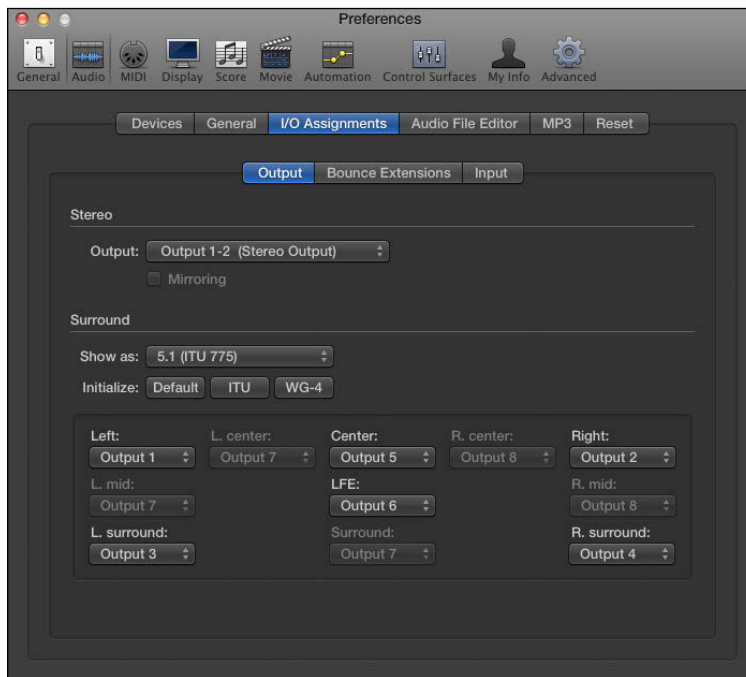 Preferences
General Audio MIDI Display Score Movie Automation Control Surfaces My Info Advanced
Devices General I/O Assignments Audio File Editor MP3 Reset
Output Bounce Extensions Input
Stereo
Output: Output 1-2 (Stereo Output)
Mirroring
Surround
Show as: 5.1 (ITU 775)
Initialize: Default ITU WG-4
Left: L. center: Center: R. center: Right:
Output 1 Output 7 Output 5 Output 8 Output 2
L. mid: LFE: R. mid:
Output 7 Output 6 Output 8
L. surround: Surround: R. surround:
Output 3 Output 7 Output 4